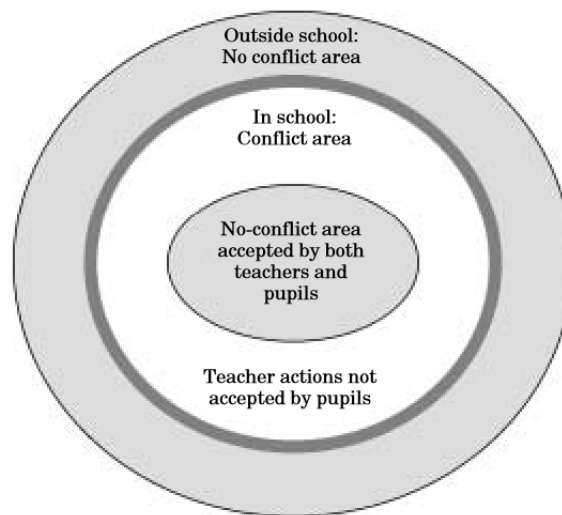 Outside school:
No conflict area
In school:
Conflict area
No-conflict area
accepted by both
teachers and
pupils
Teacher actions not
accepted by pupils